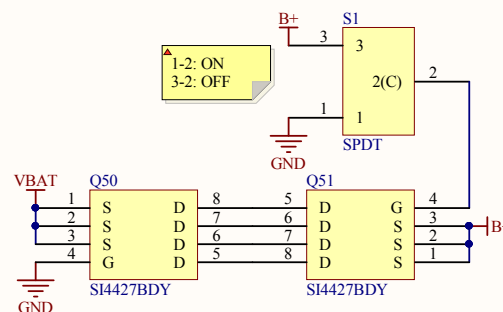 B+
S1
3
3
2(C)
2
1
1
GND
SPDT
1-2: ON
3-2: OFF
VBAT
Q50
Q51
1
S
D
8
5
D
G
4
2
S
D
7
6
D
S
3
B+
3
S
D
6
7
D
S
2
4
G
D
5
8
D
S
1
GND
SI4427BDY
SI4427BDY